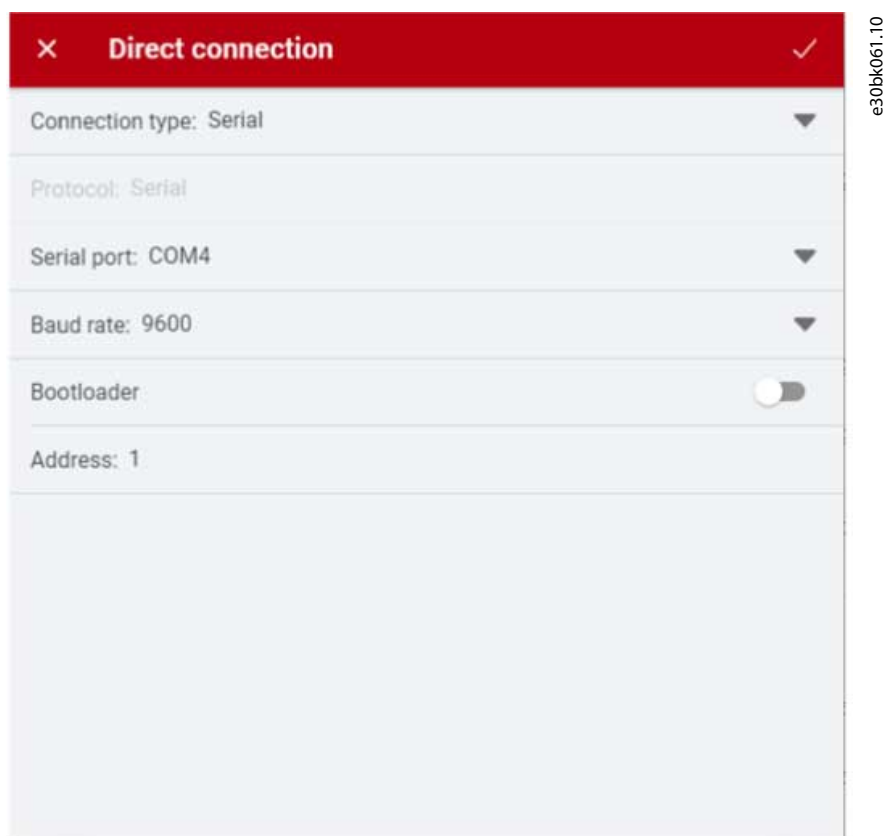 Direct connection
Connection type: Serial
Protocol: Serial
Serial port: COM4
Baud rate: 9600
Bootloader
Address: 1
e30bk061.10